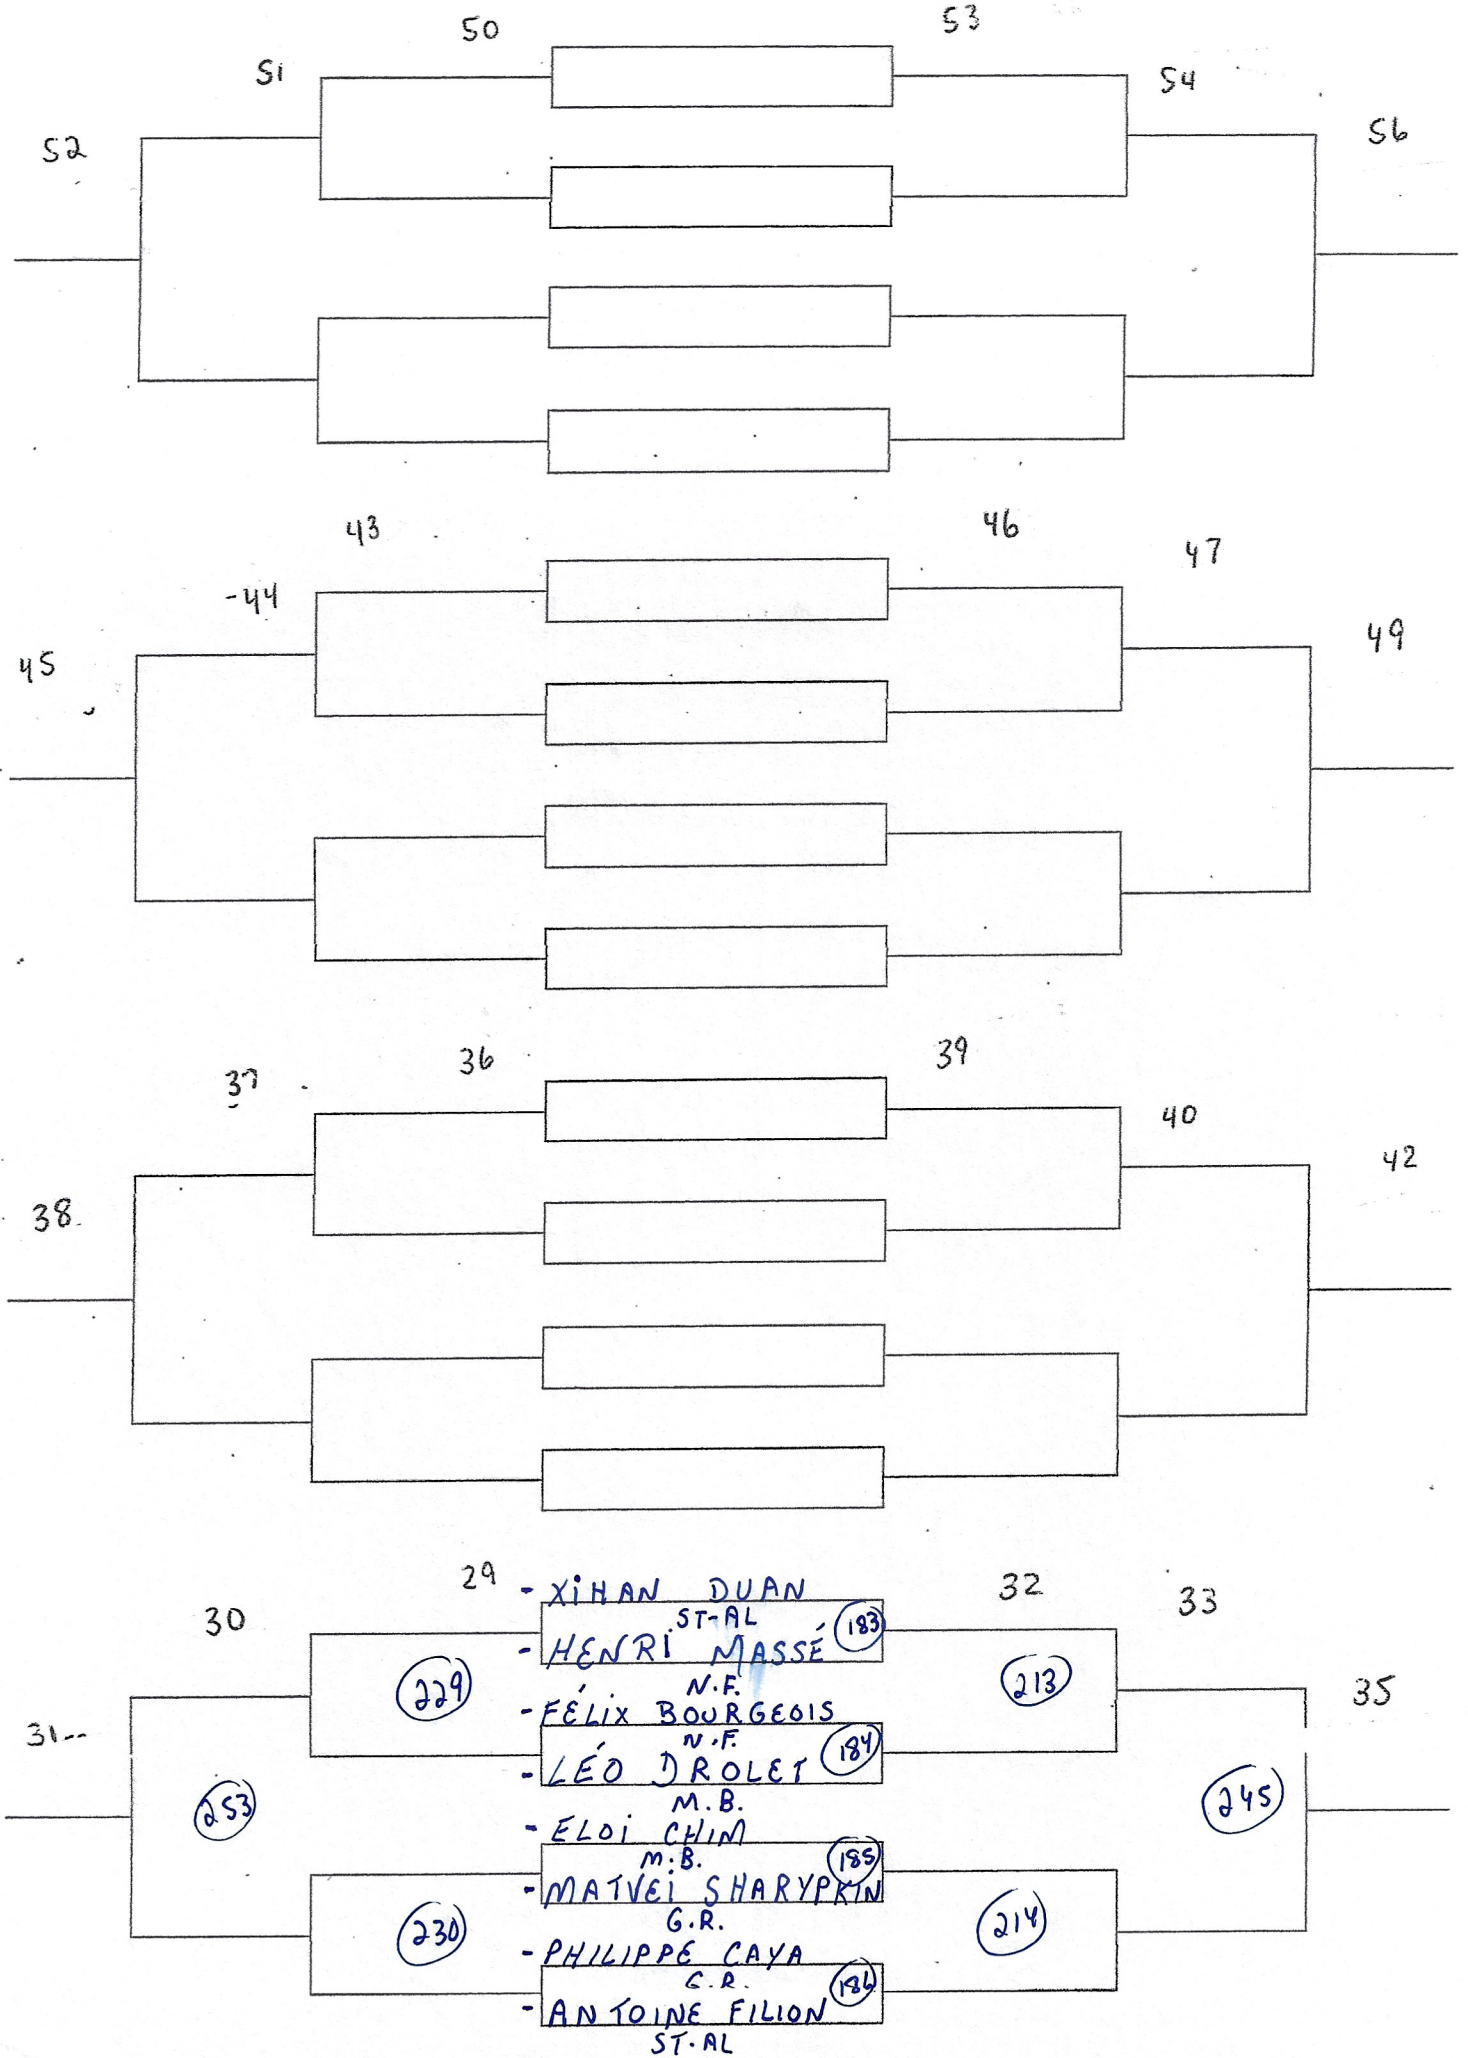 50
53
51
54
52
56
43
46
44
47
45
49
36
39
37
40
38
42
29
- XIHAN DUAN
32
30
ST-AL
183
33
- HENRI MASSÉ
229
N.F.
213
35
31--
- FÉLIX BOURGEOIS
N.F.
184
- LÉO DROLET
253
M.B.
245
- ELOI CHIM
M.B.
185
- MATVEI SHARYPKIN
230
G.R.
214
- PHILIPPE CAYA
G.R.
186
- ANTOINE FILION
ST-AL